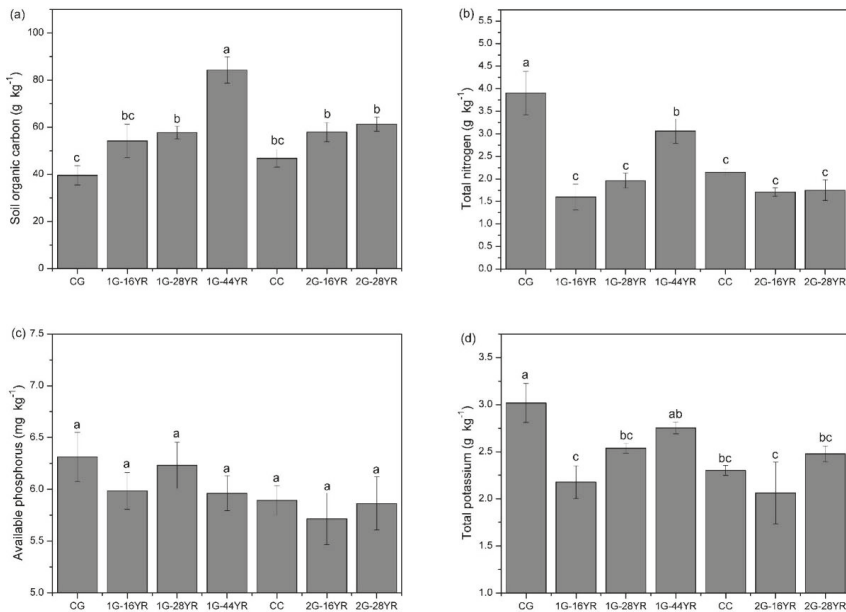 (a)
Soil organic carbon (g kg⁻¹)
100
80
60
40
20
0
c
bc
b
a
bc
b
b
CG 1G-16YR 1G-28YR 1G-44YR CC 2G-16YR 2G-28YR
(b)
Total nitrogen (g kg⁻¹)
5.5
5.0
4.5
4.0
3.5
3.0
2.5
2.0
1.5
1.0
0.5
0.0
a
c
c
b
c
c
c
CG 1G-16YR 1G-28YR 1G-44YR CC 2G-16YR 2G-28YR
(c)
Available phosphorus (mg kg⁻¹)
7.5
7.0
6.5
6.0
5.5
5.0
a
a
a
a
a
a
a
CG 1G-16YR 1G-28YR 1G-44YR CC 2G-16YR 2G-28YR
(d)
Total potassium (g kg⁻¹)
3.5
3.0
2.5
2.0
1.5
1.0
a
c
bc
ab
bc
c
bc
CG 1G-16YR 1G-28YR 1G-44YR CC 2G-16YR 2G-28YR